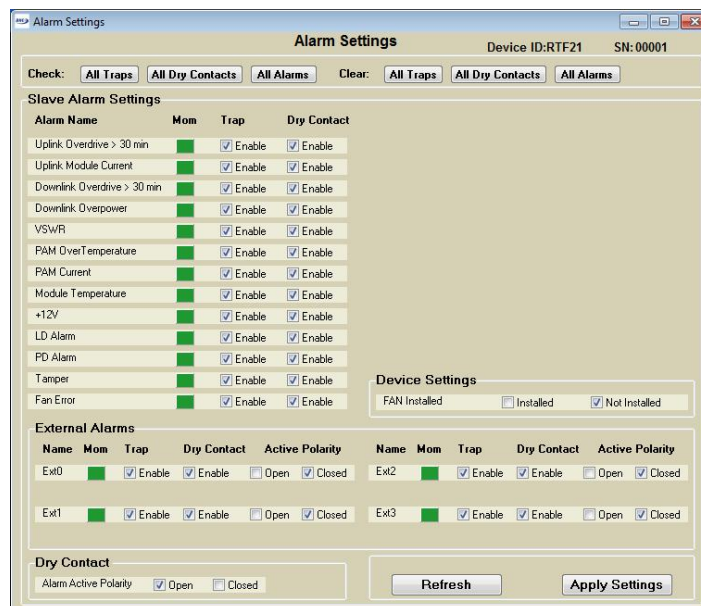 Alarm Settings
Alarm Settings Device ID:RTF21 SN:00001
Check: All Traps All Dry Contacts All Alarms Clear: All Traps All Dry Contacts All Alarms
Slave Alarm Settings
Alarm Name Mom Trap Dry Contact
Uplink Overdrive > 30 min Enable Enable
Uplink Module Current Enable Enable
Downlink Overdrive > 30 min Enable Enable
Downlink Overpower Enable Enable
VSWR Enable Enable
PAM OverTemperature Enable Enable
PAM Current Enable Enable
Module Temperature Enable Enable
+12V Enable Enable
LD Alarm Enable Enable
PD Alarm Enable Enable
Tamper Enable Enable
Fan Error Enable Enable
Device Settings
FAN Installed Installed Not Installed
External Alarms
Name Mom Trap Dry Contact Active Polarity Name Mom Trap Dry Contact Active Polarity
Ext0 Enable Enable Open Closed Ext2 Enable Enable Open Closed
Ext1 Enable Enable Open Closed Ext3 Enable Enable Open Closed
Dry Contact
Alarm Active Polarity Open Closed
Refresh Apply Settings